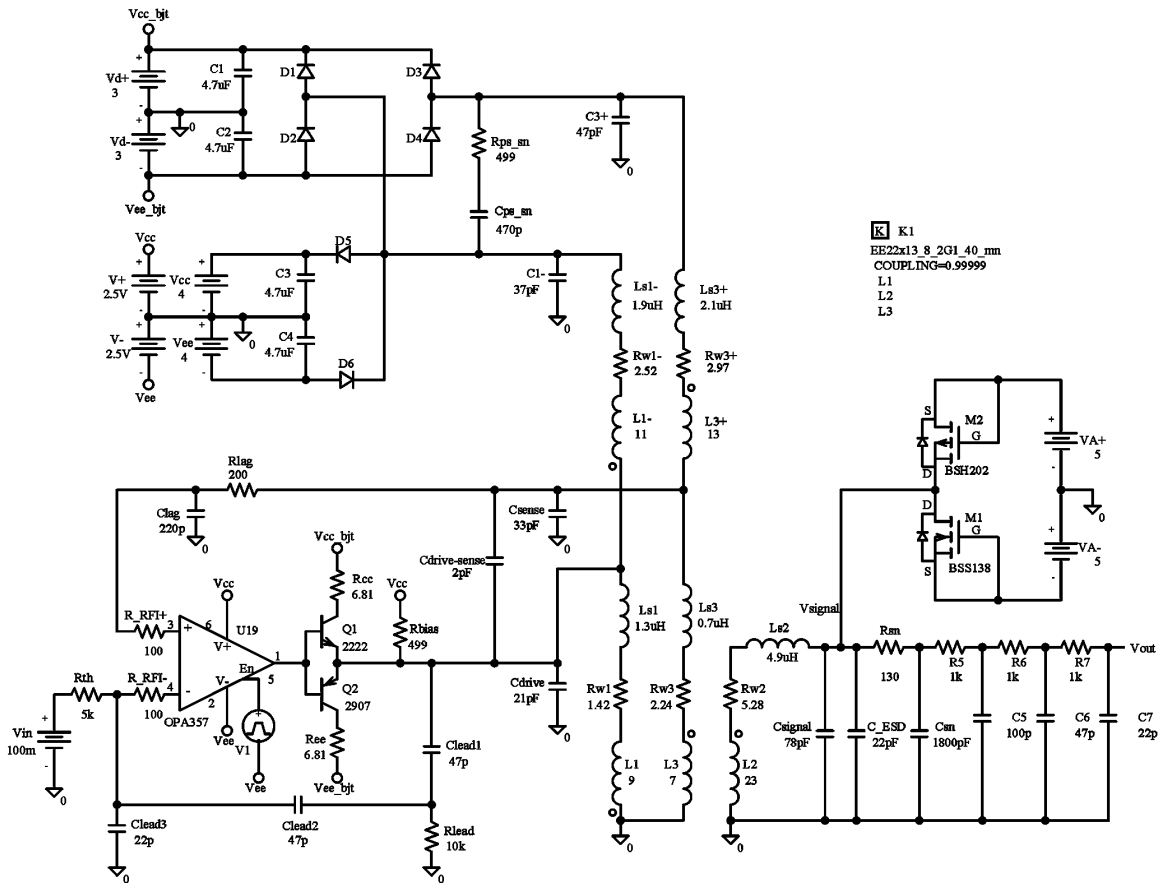 Vcc_bjt
+
Vd+
3
-
C1
4.7uF
D1
D3
+
Vd-
3
-
0
C2
4.7uF
D2
D4
Rps_sn
499
C3+
47pF
0
Vee_bjt
Cps_sn
470p
K K1
EE22x13_8_2G1_40_mn
COUPLING=0.99999
L1
L2
L3
Vcc
+
V+
2.5V
-
+
Vcc
4
-
C3
4.7uF
D5
C1-
37pF
0
Ls1-
1.9uH
Ls3+
2.1uH
V-
2.5V
-
+
Vee
4
-
0
C4
4.7uF
D6
Vee
Rw1-
2.52
Rw3+
2.97
L1-
11
L3+
13
S
M2
G
BSH202
D
+
VA+
5
-
Rlag
200
Clag
220p
0
Csense
33pF
0
D
M1
G
BSS138
S
0
+
VA-
5
-
Vcc_bjt
Cdrive-sense
2pF
Rcc
6.81
Vcc
Vcc
R_RFI+
100
3
+
6
V+
U19
1
Q1
2222
Rbias
499
Ls1
1.3uH
Ls3
0.7uH
Vsignal
Ls2
4.9uH
Rsn
130
R5
1k
R6
1k
R7
1k
Vout
Rth
5k
R_RFI-
100
4
-
V-
2
En
5
OPA357
Q2
2907
Cdrive
21pF
0
Rw1
1.42
Rw3
2.24
Rw2
5.28
+
Vin
100m
-
0
Vee
V1
+
Vee
Ree
6.81
Vee_bjt
Clead1
47p
L1
9
L3
7
L2
23
Csignal
78pF
C_ESD
22pF
Csn
1800pF
C5
100p
C6
47p
C7
22p
Clead3
22p
0
Clead2
47p
Rlead
10k
0
0
0